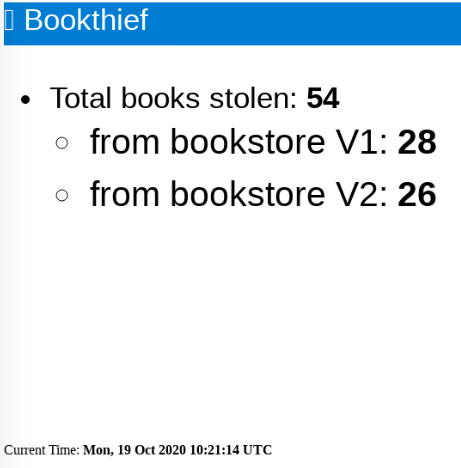 Bookthief
Total books stolen: 54
from bookstore V1: 28
from bookstore V2: 26
Current Time: Mon, 19 Oct 2020 10:21:14 UTC